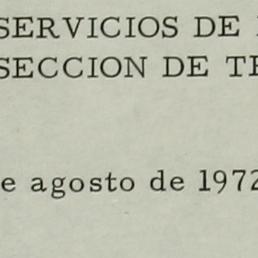 SERVICIOS DE
SECCION DE
e agosto de 1972